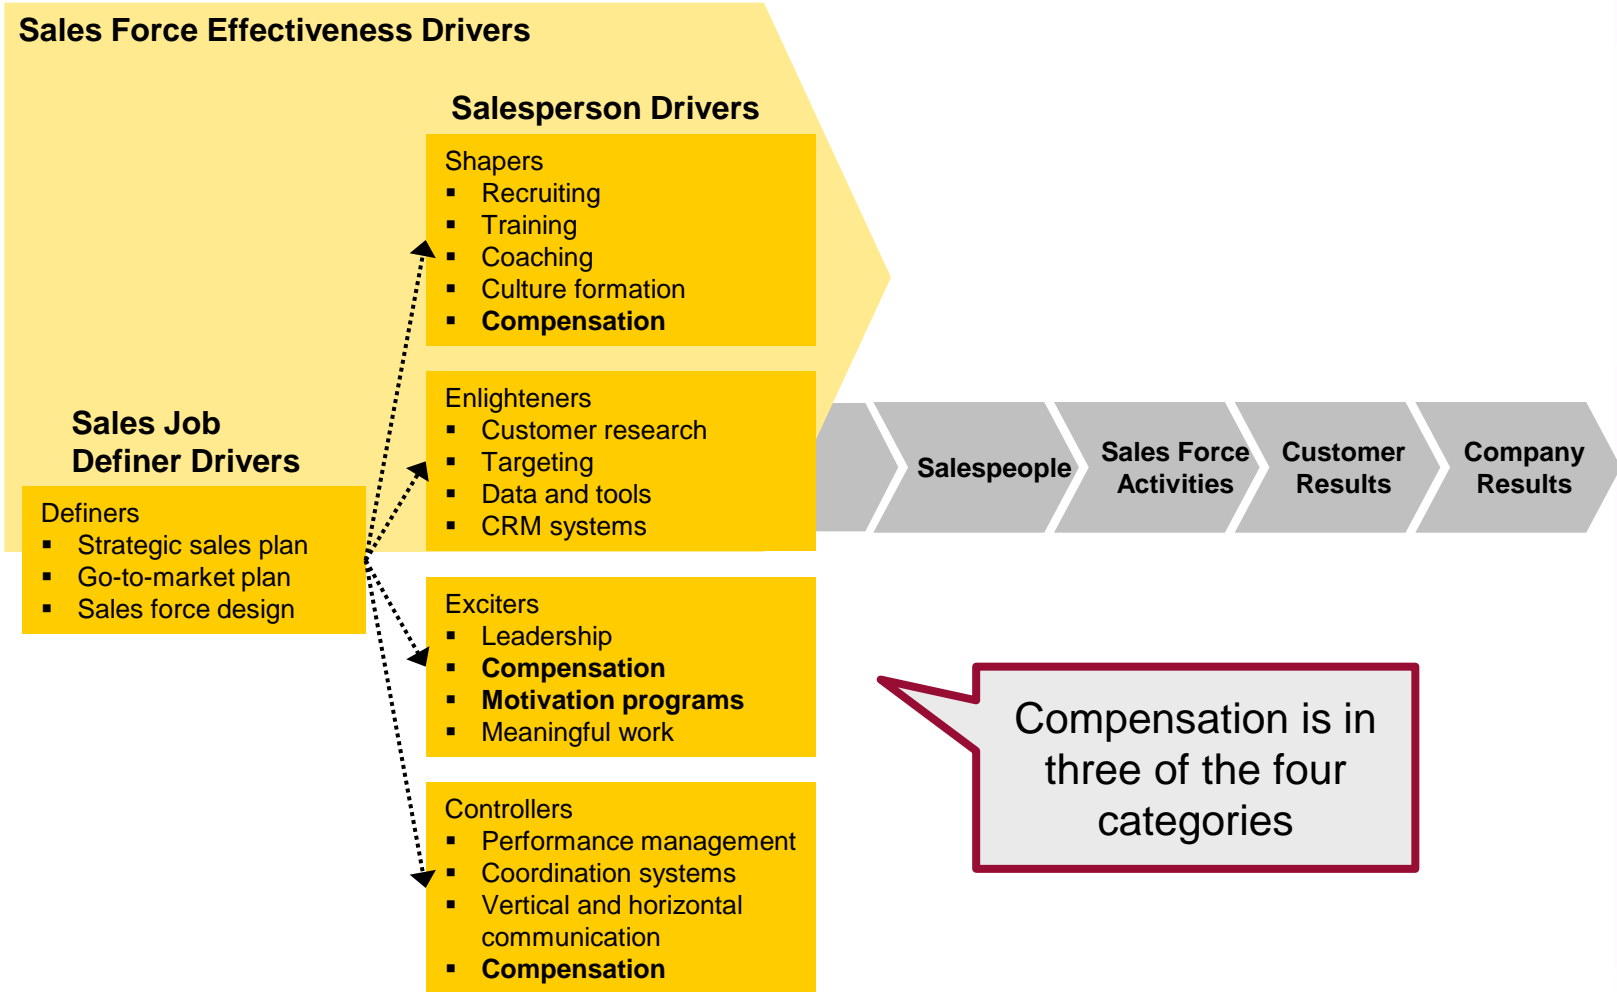 Sales Force Effectiveness Drivers
Salesperson Drivers
Shapers
▪ Recruiting
▪ Training
▪ Coaching
▪ Culture formation
▪ Compensation
Enlighteners
▪ Customer research
▪ Targeting
▪ Data and tools
▪ CRM systems
Sales Job
Definer Drivers
Definers
▪ Strategic sales plan
▪ Go-to-market plan
▪ Sales force design
Exciters
▪ Leadership
▪ Compensation
▪ Motivation programs
▪ Meaningful work
Controllers
▪ Performance management
▪ Coordination systems
▪ Vertical and horizontal
communication
▪ Compensation
Salespeople
Sales Force
Activities
Customer
Results
Company
Results
Compensation is in
three of the four
categories